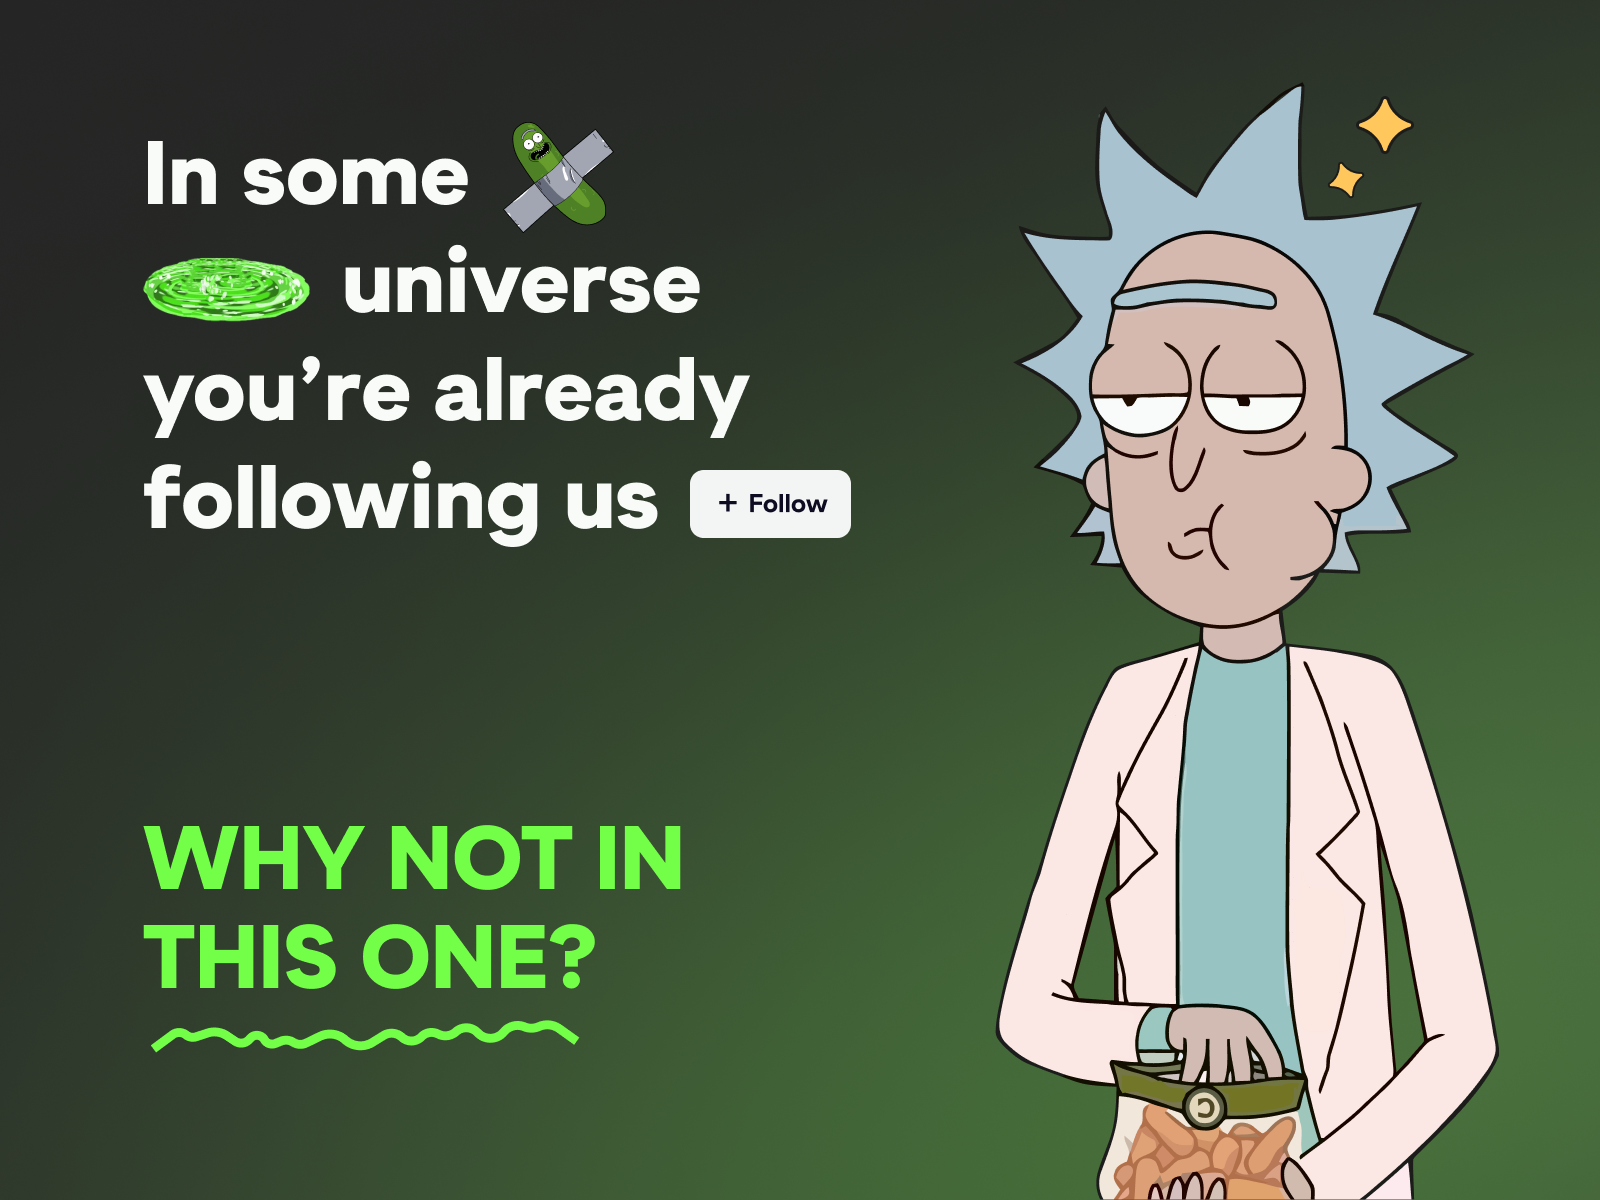 In some
universe
you’re already
following us
+ Follow
WHY NOT IN
THIS ONE?